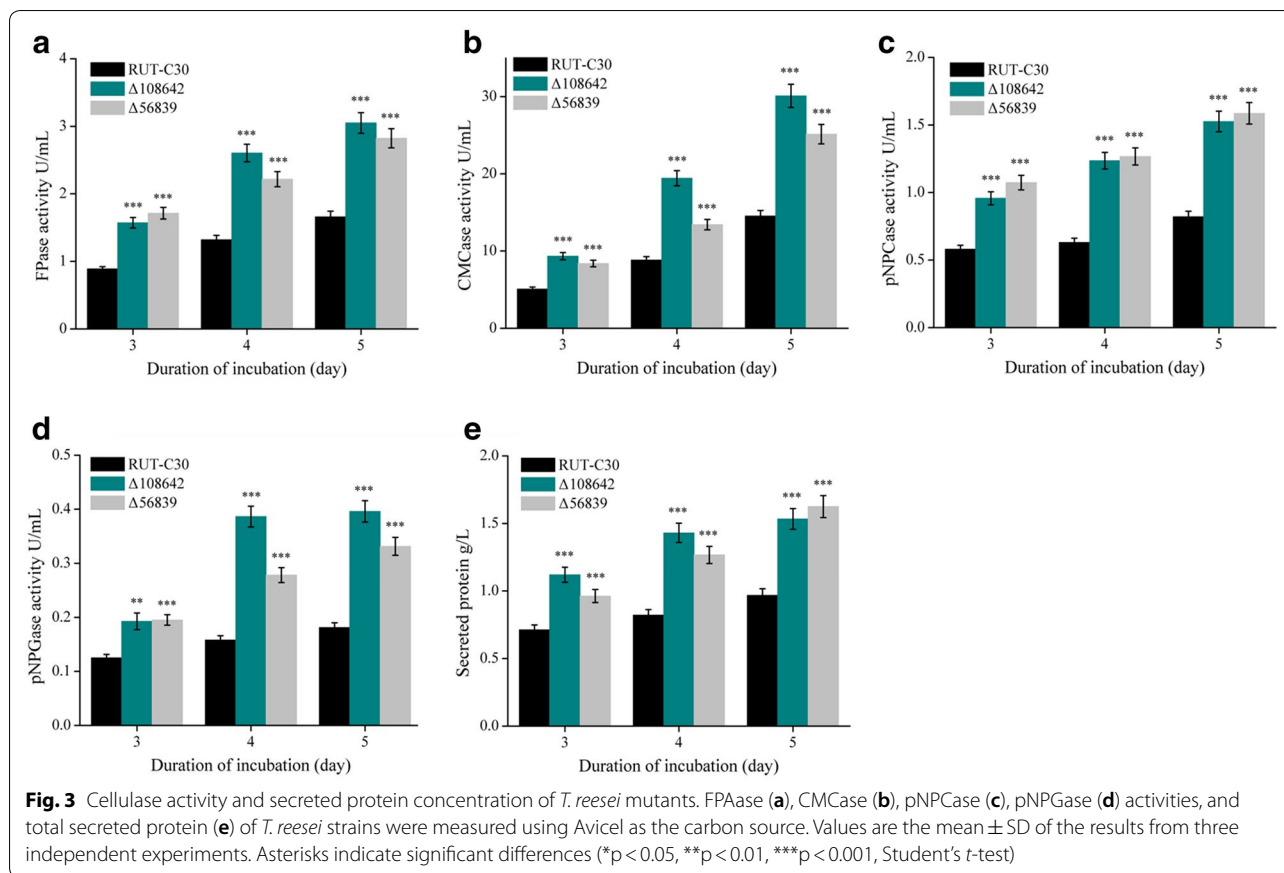 a
4
3
2
1
0
FPase activity U/mL
RUT-C30
Δ108642
Δ56839
*** ***
*** ***
*** ***
3 4 5
Duration of incubation (day)
b
30
20
10
0
CMCase activity U/mL
RUT-C30
Δ108642
Δ56839
*** ***
*** ***
*** ***
3 4 5
Duration of incubation (day)
c
2.0
1.5
1.0
0.5
0.0
pNPCase activity U/mL
RUT-C30
Δ108642
Δ56839
*** ***
*** ***
*** ***
3 4 5
Duration of incubation (day)
d
0.5
0.4
0.3
0.2
0.1
0.0
pNPGase activity U/mL
RUT-C30
Δ108642
Δ56839
** ***
*** ***
*** ***
3 4 5
Duration of incubation (day)
e
2.0
1.5
1.0
0.5
0.0
Secreted protein g/L
RUT-C30
Δ108642
Δ56839
*** ***
*** ***
*** ***
3 4 5
Duration of incubation (day)
Fig. 3 Cellulase activity and secreted protein concentration of T. reesei mutants. FPAase (a), CMCase (b), pNPCase (c), pNPGase (d) activities, and
total secreted protein (e) of T. reesei strains were measured using Avicel as the carbon source. Values are the mean ± SD of the results from three
independent experiments. Asterisks indicate significant differences (*p < 0.05, **p < 0.01, ***p < 0.001, Student's t-test)